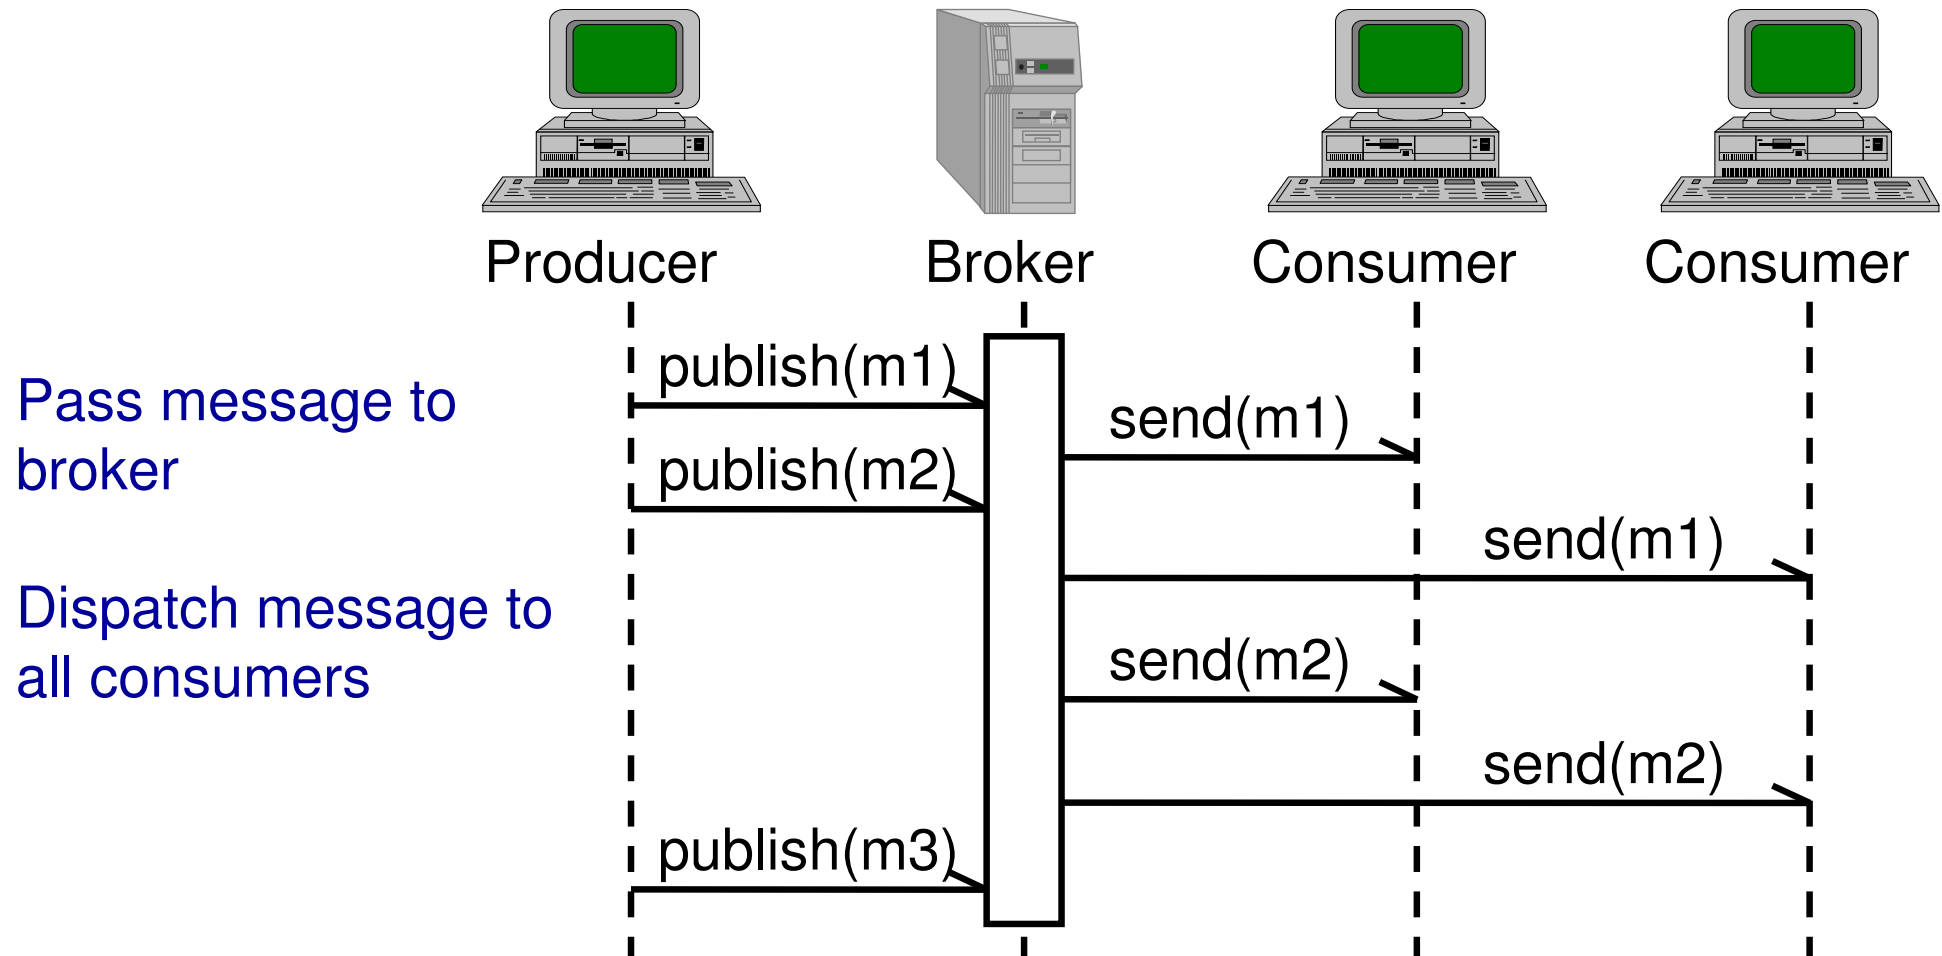 Producer
Broker
Consumer
Consumer
publish(m1)
Pass message to
send(m1)
broker
publish(m2)
send(m1)
Dispatch message to
all consumers
send(m2)
send(m2)
publish(m3)